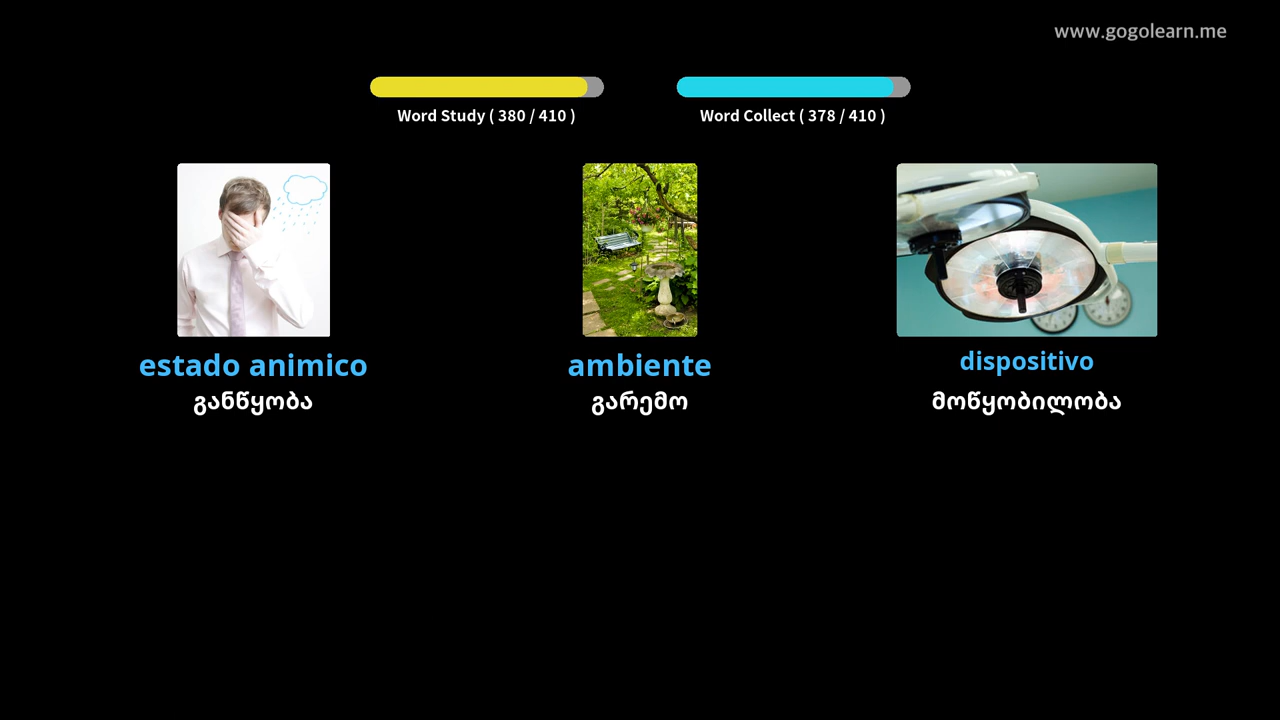 www.gogolearn.me
Word Study ( 380 / 410 )
Word Collect ( 378 / 410 )
estado animico
განწყობა
ambiente
გარემო
dispositivo
მოწყობილობა